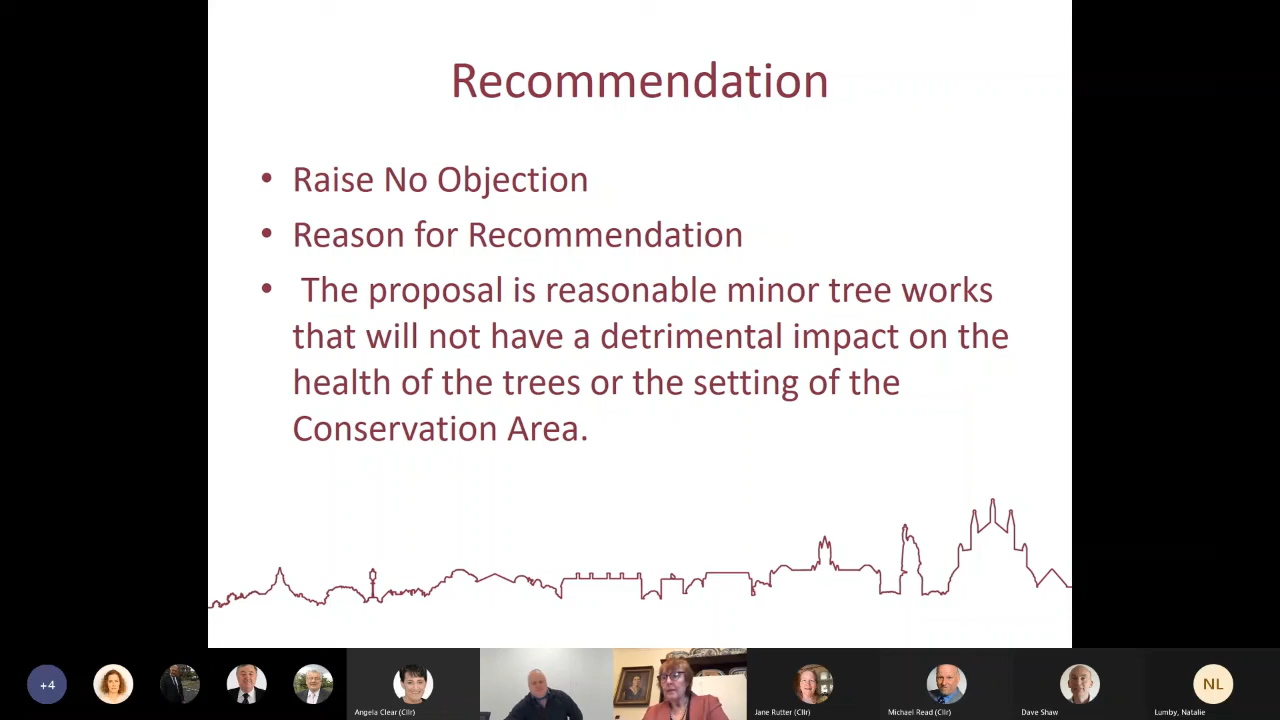 Recommendation
• Raise No Objection
• Reason for Recommendation
• The proposal is reasonable minor tree works
that will not have a detrimental impact on the
health of the trees or the setting of the
Conservation Area.
+4
NL
Angela Clear (Cllr)
Jane Rutter (Cllr)
Michael Read (Cllr)
Dave Shaw
Lumby, Natalie